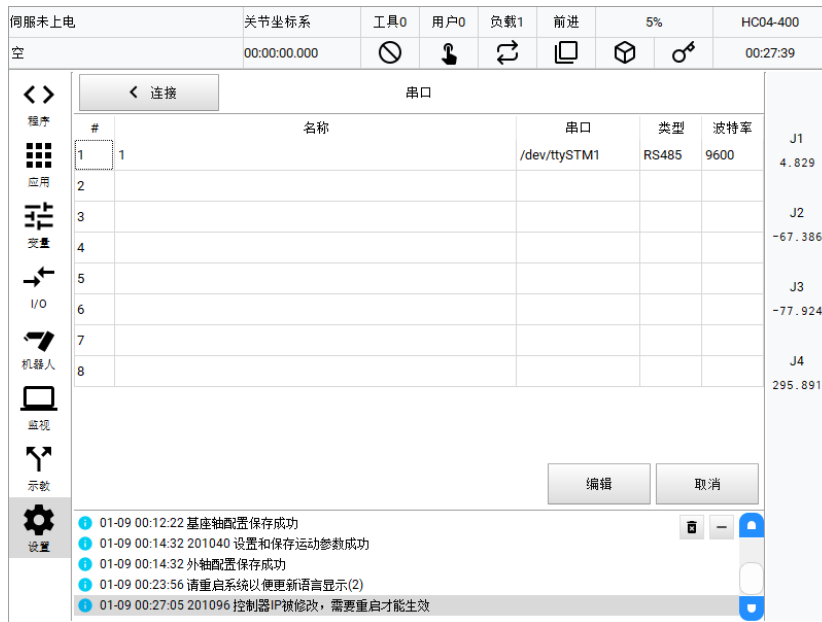 伺服未上电 关节坐标系 工具0 用户0 负载1 前进 5% HC04-400
空 00:00:00.000 00:27:39
程序
应用
变量
I/O
机器人
监视
示教
设置
连接 串口
# 名称 串口 类型 波特率
1 1 /dev/ttySTM1 RS485 9600
2
3
4
5
6
7
8
编辑 取消
01-09 00:12:22 基座轴配置保存成功
01-09 00:14:32 201040 设置和保存运动参数成功
01-09 00:14:32 外轴配置保存成功
01-09 00:23:56 请重启系统以便更新语言显示(2)
01-09 00:27:05 201096 控制器IP被修改，需要重启才能生效
J1
4.829
J2
-67.386
J3
-77.924
J4
295.891